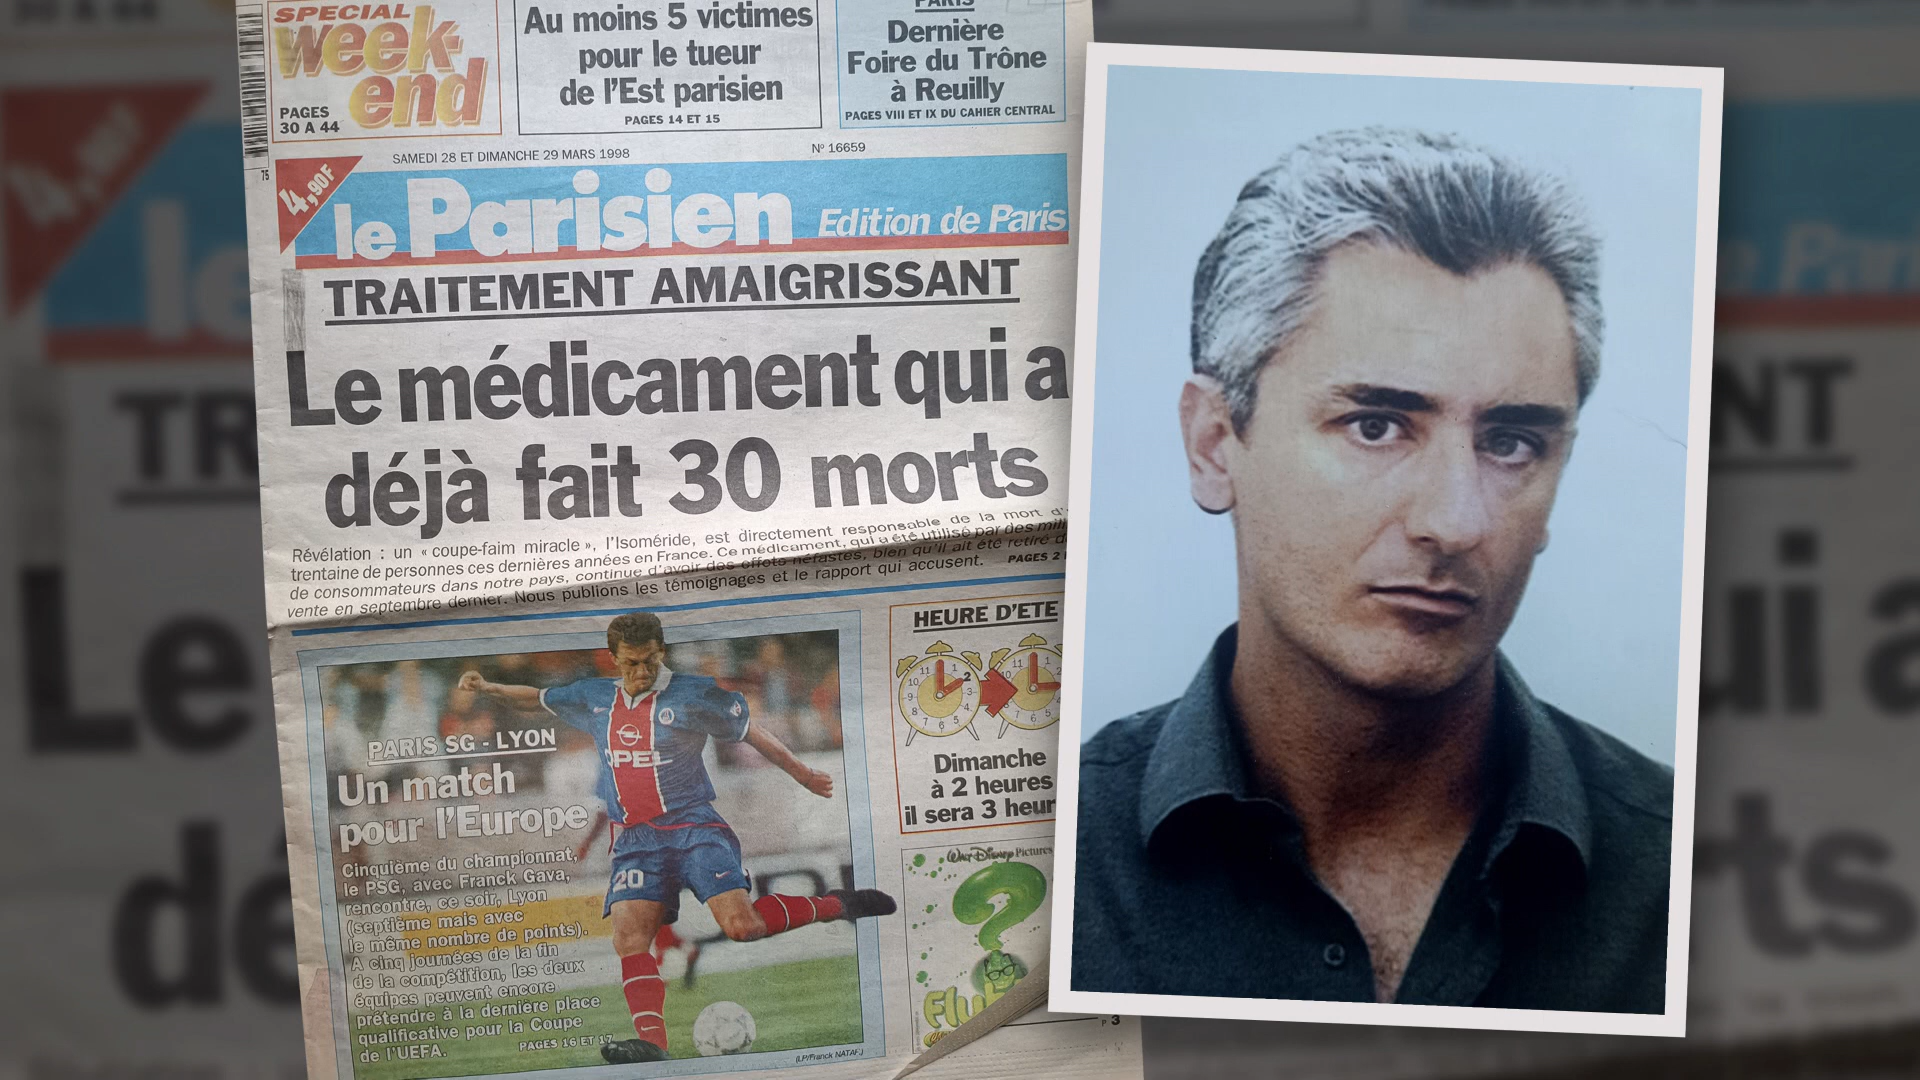 SPECIAL
week-
end
PAGES
30 A 44
Au moins 5 victimes
pour le tueur
de l'Est parisien
PAGES 14 ET 15
PARIS
Dernière
Foire du Trône
à Reuilly
PAGES VIII ET IX DU CAHIER CENTRAL
SAMEDI 28 ET DIMANCHE 29 MARS 1998
Nº 16659
75
4,90F
le Parisien
Edition de Paris
TRAITEMENT AMAIGRISSANT
Le médicament qui a
déjà fait 30 morts
Révélation : un « coupe-faim miracle », l'Isoméride, est directement responsable de la mort d'
trentaine de personnes ces dernières années en France. Ce médicament, qui a été utilisé par des mill
de consommateurs dans notre pays, continue d'avoir des effets néfastes, bien qu'il ait été retiré d
vente en septembre dernier. Nous publions les témoignages et le rapport qui accusent.
PAGES 2
PARIS SG - LYON
Un match
pour l'Europe
Cinquième du championnat,
le PSG, avec Franck Gava,
rencontre, ce soir, Lyon
(septième mais avec
le même nombre de points).
A cinq journées de la fin
de la compétition, les deux
équipes peuvent encore
prétendre à la dernière place
qualificative pour la Coupe
de l'UEFA.
PAGES 16 ET 17
OPEL
20
(LP/Franck NATAF.)
HEURE D'ETE
Dimanche
à 2 heures
il sera 3 heur
Walt Disney Pictures
Flub
P 3